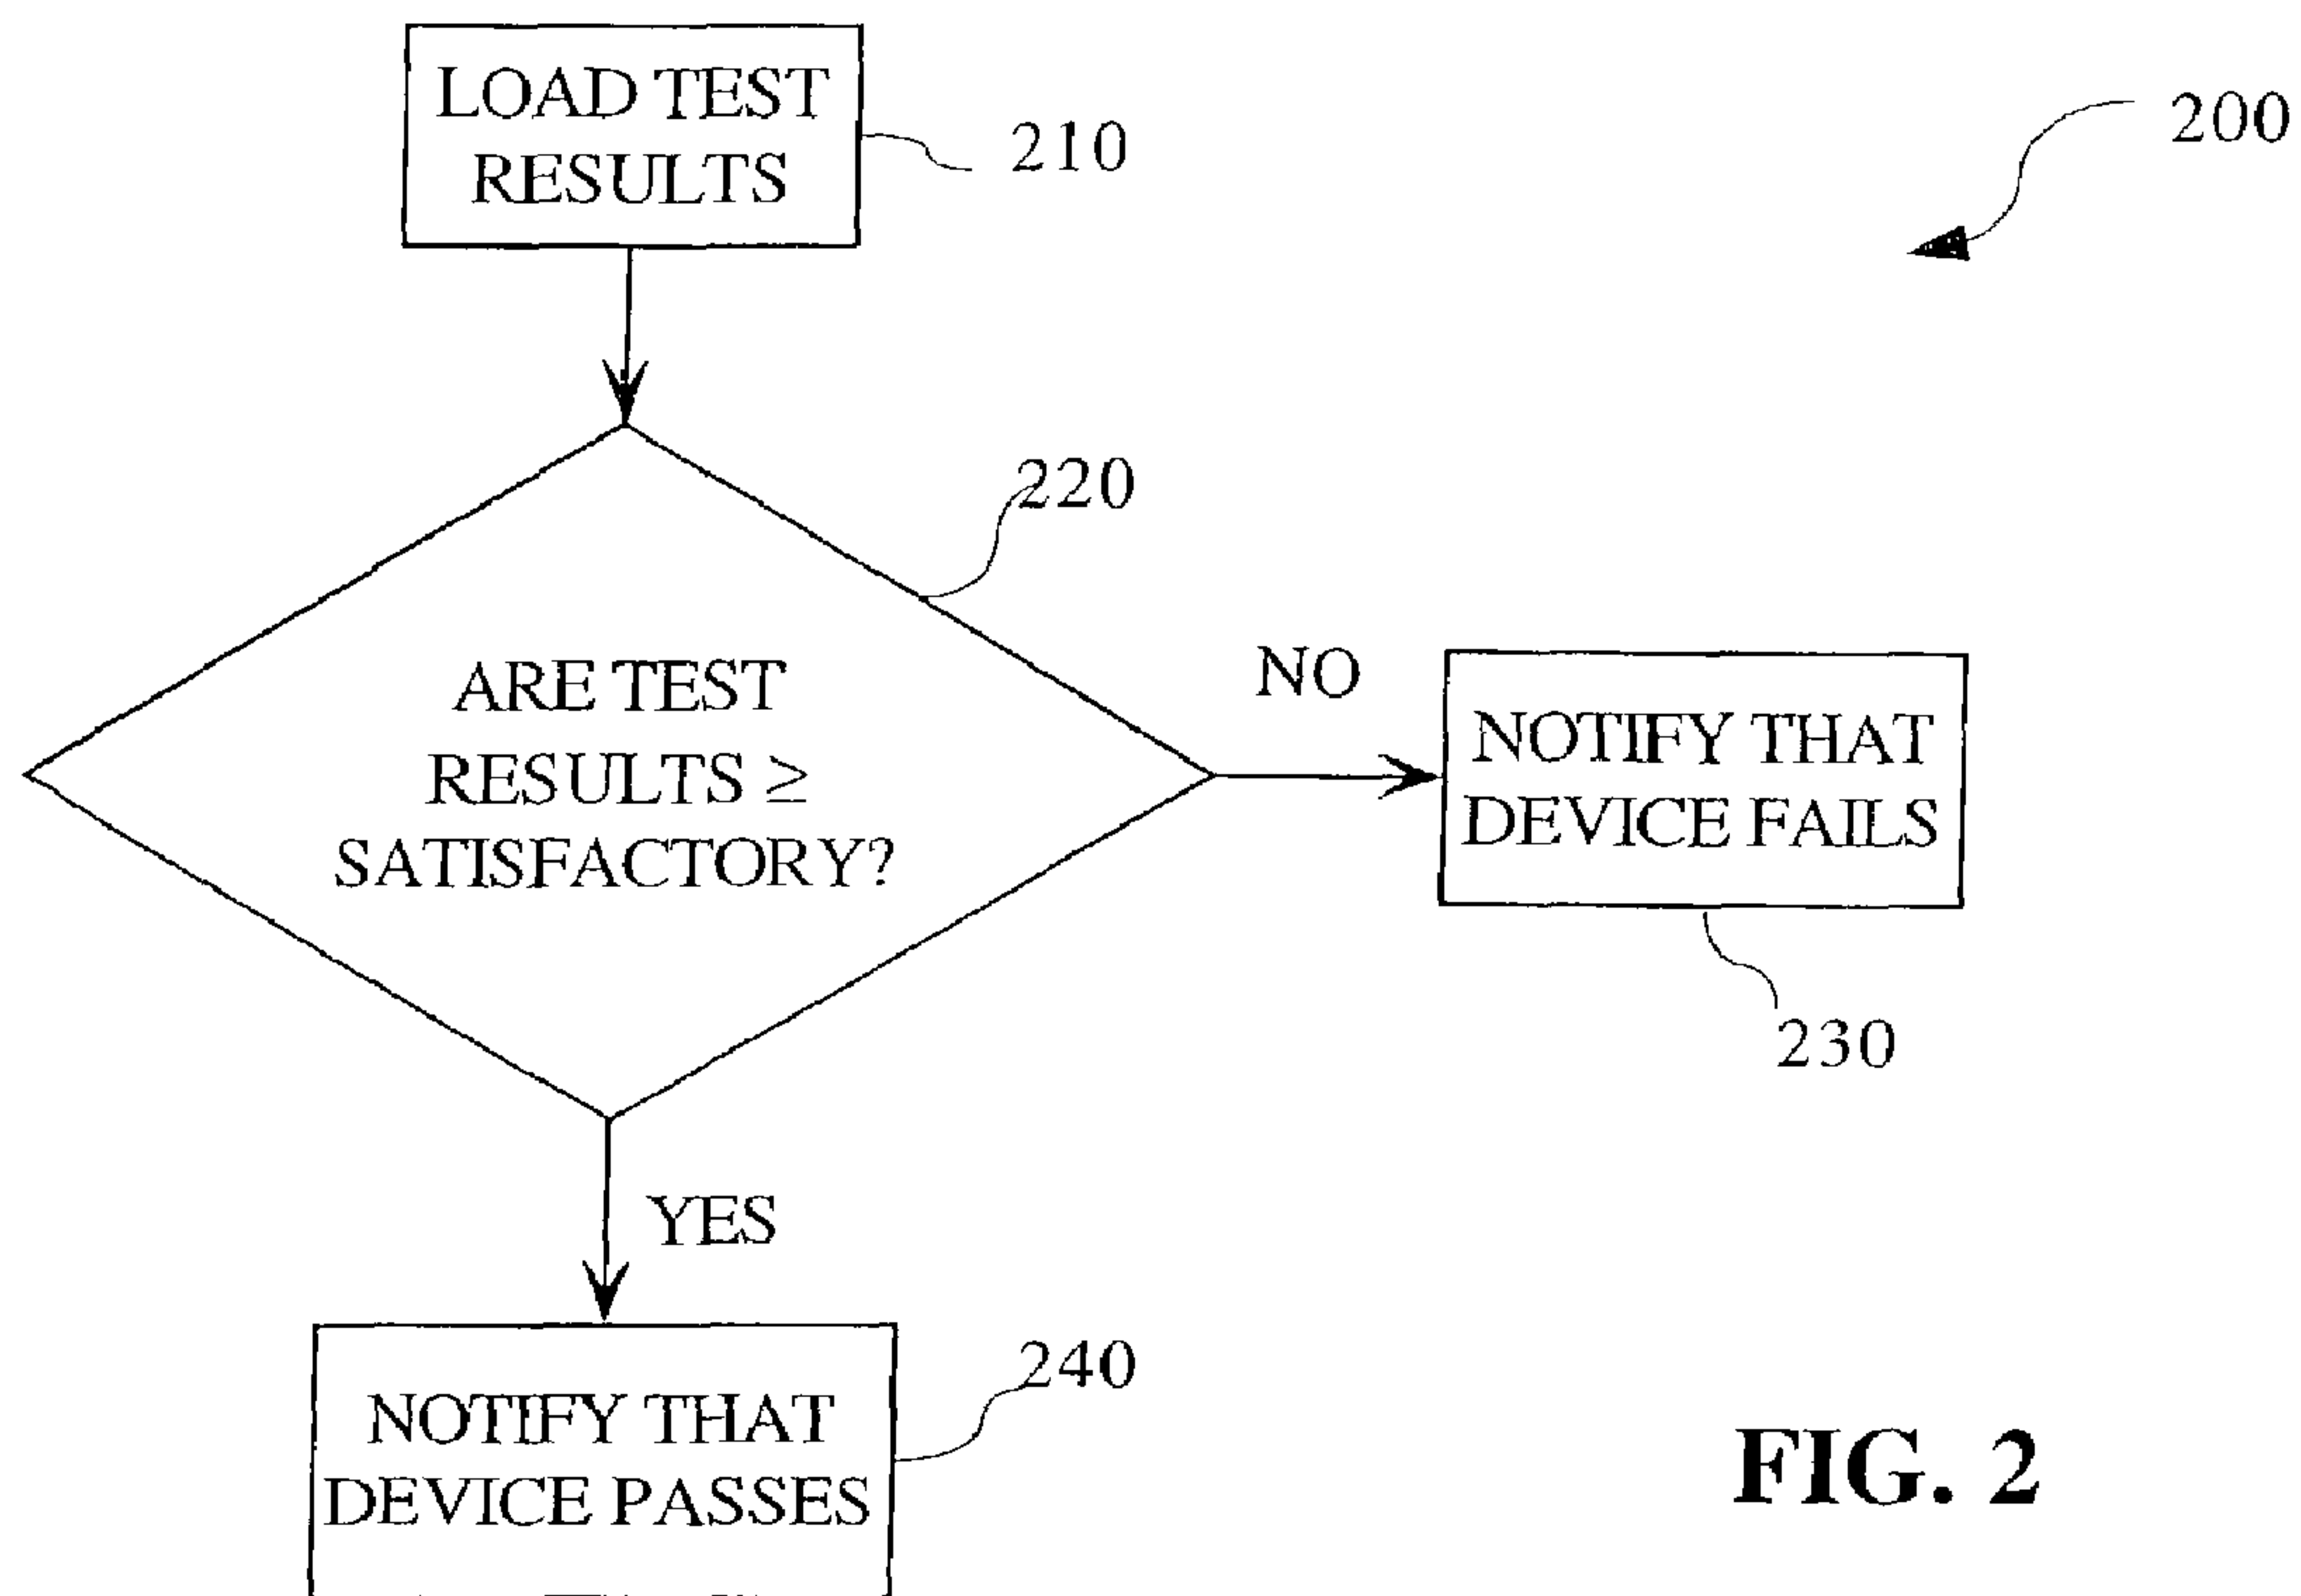 LOAD TEST
RESULTS
210
200
220
ARE TEST
RESULTS ≥
SATISFACTORY?
NO
NOTIFY THAT
DEVICE FAILS
230
YES
240
NOTIFY THAT
DEVICE PASSES
FIG. 2